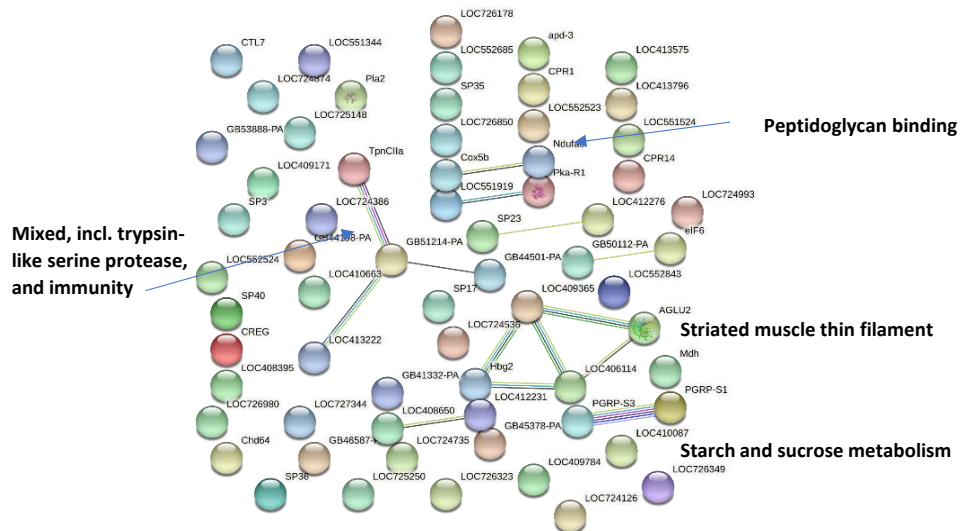 LOC726178
LOC551344
apd-3
CTL7
LOC552685
LOC413575
LOC724874
Pla2
CPR1
SP35
LOC413796
LOC725148
LOC552523
GB53888-PA
LOC726850
LOC551524
Peptidoglycan binding
TpnCIIa
Cox5b
CPR14
LOC409171
LOC551919
Pka-R1
LOC724993
SP3
LOC724386
SP23
LOC412276
eIF6
Mixed, incl. trypsin-
like serine protease,
and immunity
GB51214-PA
GB44501-PA
GB50112-PA
LOC552524
LOC410663
LOC552843
SP40
SP17
LOC409365
AGLU2
CREG
LOC413222
LOC724536
Striated muscle thin filament
LOC408395
GB41332-PA
Hbg2
LOC406114
Mdh
LOC726980
LOC727344
LOC408650
LOC412231
PGRP-S3
PGRP-S1
Chd64
LOC724735
GB45378-PA
LOC410087
Starch and sucrose metabolism
SP36
LOC725250
LOC726323
LOC409784
LOC726349
LOC724126